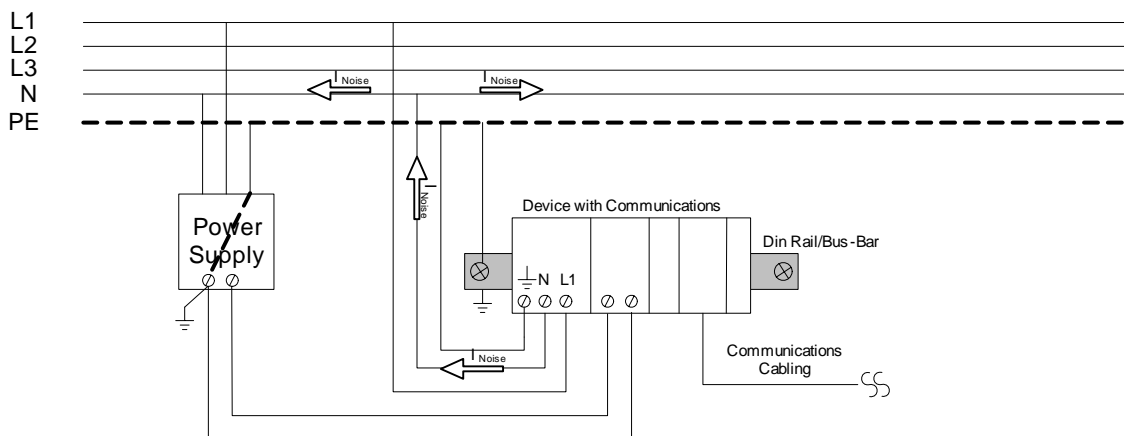 L1
L2
L3
N
PE
I Noise
I Noise
I Noise
Power
Supply
Device with Communications
Din Rail/Bus-Bar
N L1
I Noise
Communications
Cabling